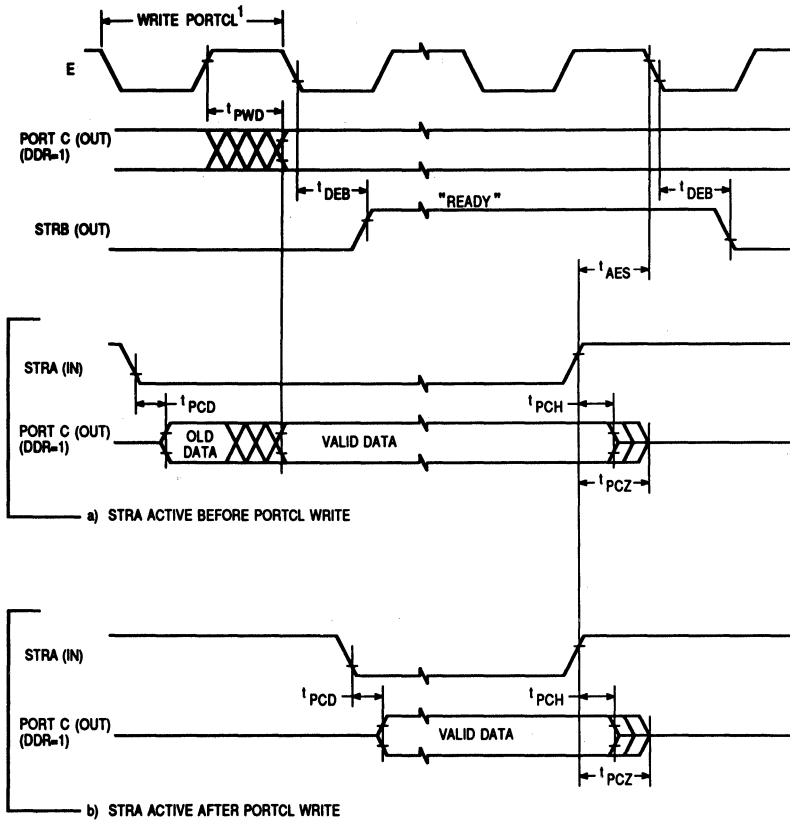 WRITE PORTCL1
E
tPWD
PORT C (OUT)
(DDR=1)
tDEB
"READY"
tDEB
STRB (OUT)
tAES
STRA (IN)
tPCD
tPCH
PORT C (OUT)
(DDR=1)
OLD
DATA
VALID DATA
tPCZ
a) STRA ACTIVE BEFORE PORTCL WRITE
STRA (IN)
tPCD
tPCH
PORT C (OUT)
(DDR=1)
VALID DATA
tPCZ
b) STRA ACTIVE AFTER PORTCL WRITE